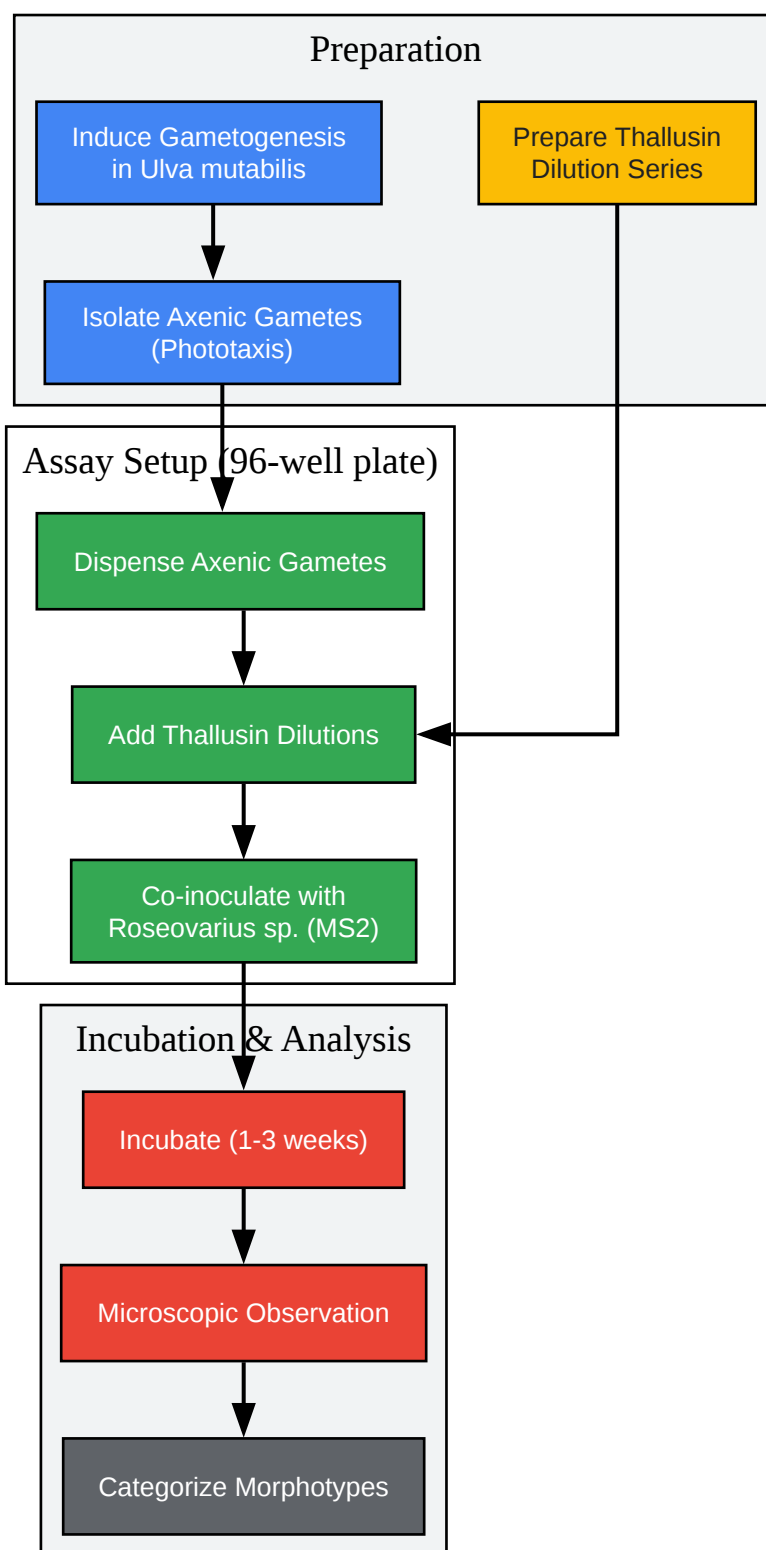 Preparation
Induce Gametogenesis
in Ulva mutabilis
Prepare Thallusin
Dilution Series
Isolate Axenic Gametes
(Phototaxis)
Assay Setup (96-well plate)
Dispense Axenic Gametes
Add Thallusin Dilutions
Co-inoculate with
Roseovarius sp. (MS2)
Incubation & Analysis
Incubate (1-3 weeks)
Microscopic Observation
Categorize Morphotypes